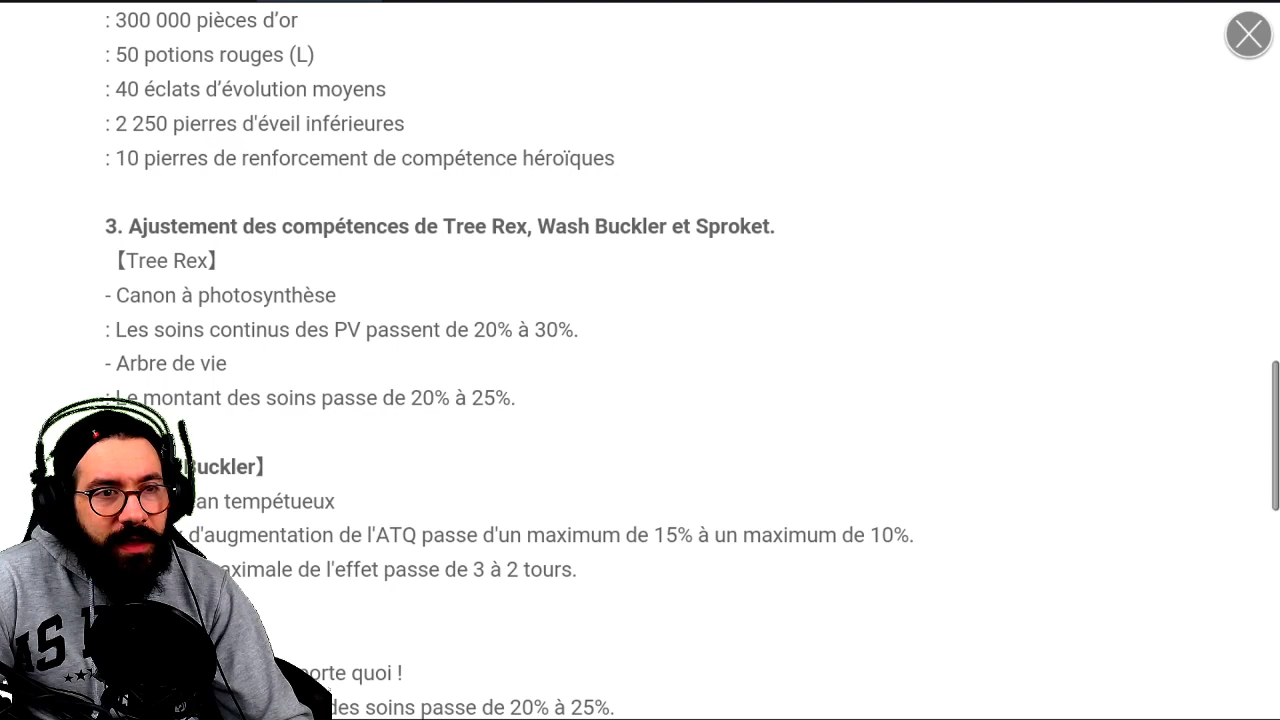 : 300 000 pièces d’or
: 50 potions rouges (L)
: 40 éclats d’évolution moyens
: 2 250 pierres d'éveil inférieures
: 10 pierres de renforcement de compétence héroïques
3. Ajustement des compétences de Tree Rex, Wash Buckler et Sproket.
【Tree Rex】
- Canon à photosynthèse
: Les soins continus des PV passent de 20% à 30%.
- Arbre de vie
: Le montant des soins passe de 20% à 25%.
Buckler】
tempétueux
d'augmentation de l'ATQ passe d'un maximum de 15% à un maximum de 10%.
de l'effet passe de 3 à 2 tours.
quoi !
des soins passe de 20% à 25%.
AS